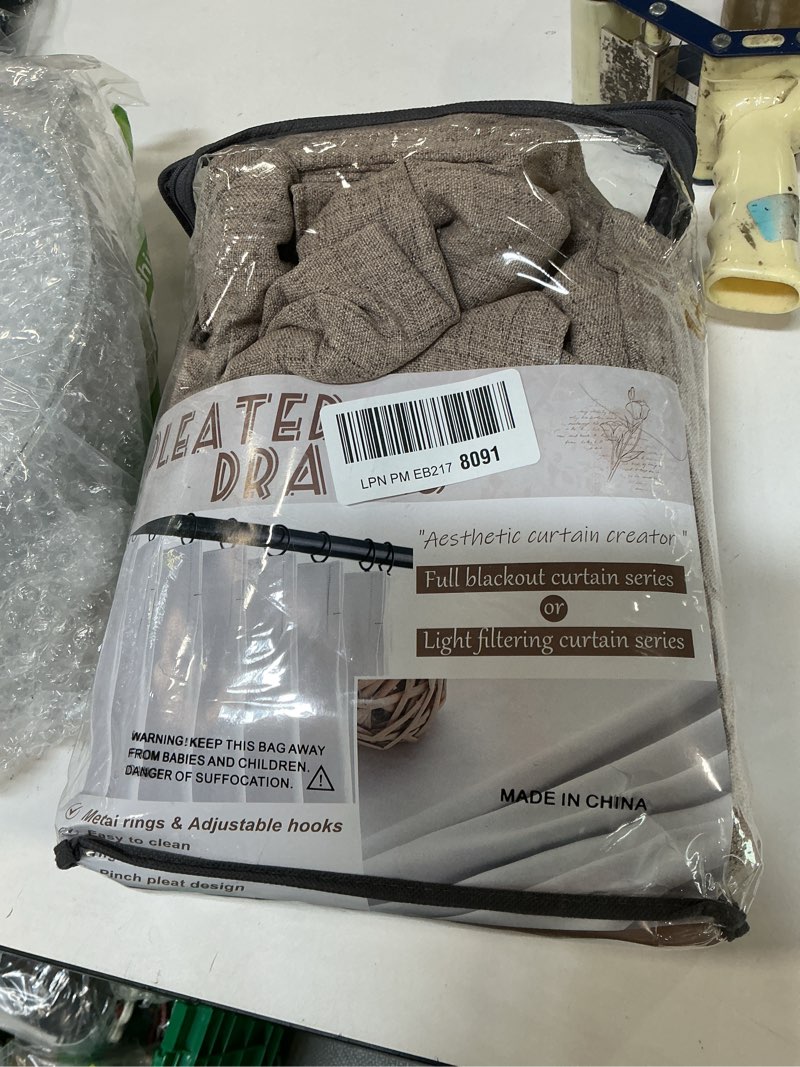 PLEATED
DRA
LPN PM EB217 8091
"Aesthetic curtain creator "
Full blackout curtain series
or
Light filtering curtain series
WARNING! KEEP THIS BAG AWAY
FROM BABIES AND CHILDREN.
DANGER OF SUFFOCATION.
MADE IN CHINA
Metal rings & Adjustable hooks
Easy to clean
Pinch pleat design